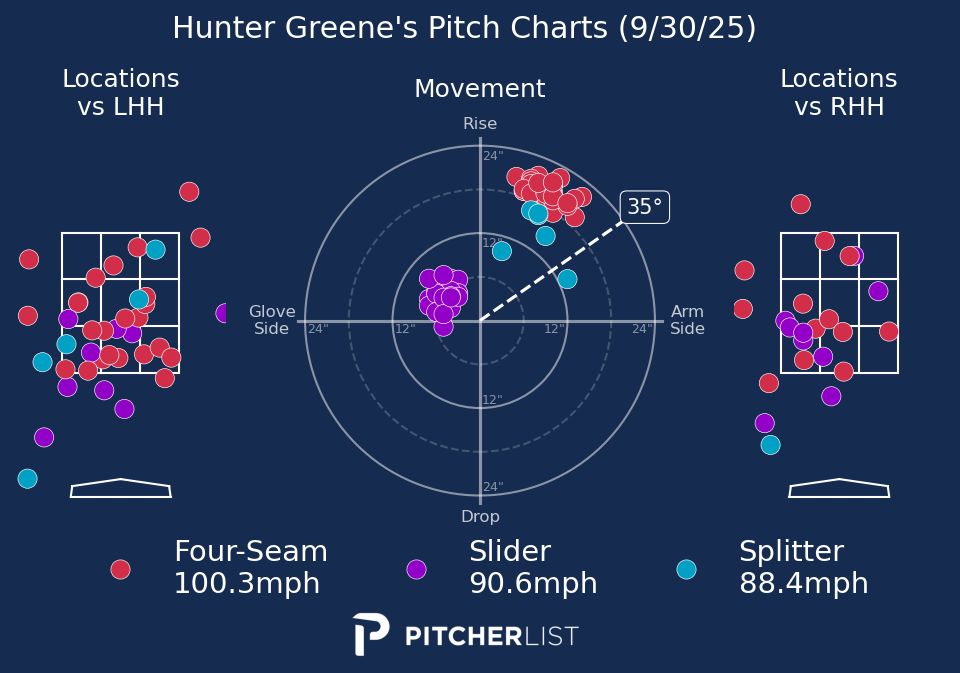 Hunter Greene's Pitch Charts (9/30/25)
Locations
vs LHH
Movement
Locations
vs RHH
Rise
24"
35°
12"
Glove
Side
24"
12"
12"
24"
Arm
Side
12"
24"
Drop
Four-Seam
100.3mph
Slider
90.6mph
Splitter
88.4mph
PITCHERLIST